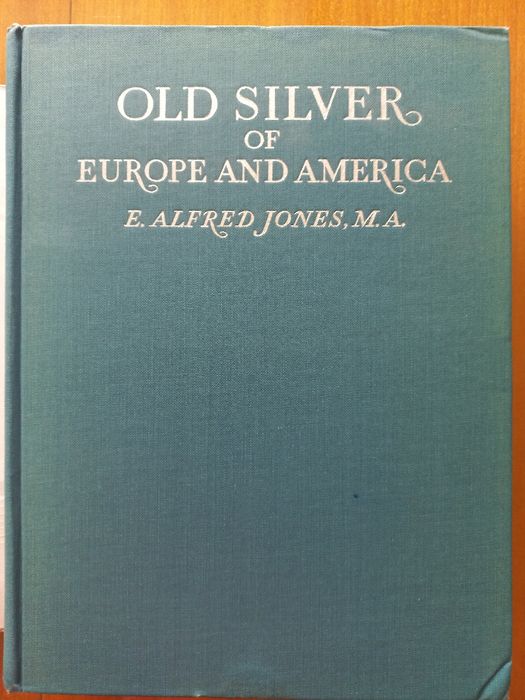 OLD SILVER
OF
EUROPE AND AMERICA
E. ALFRED JONES, M.A.